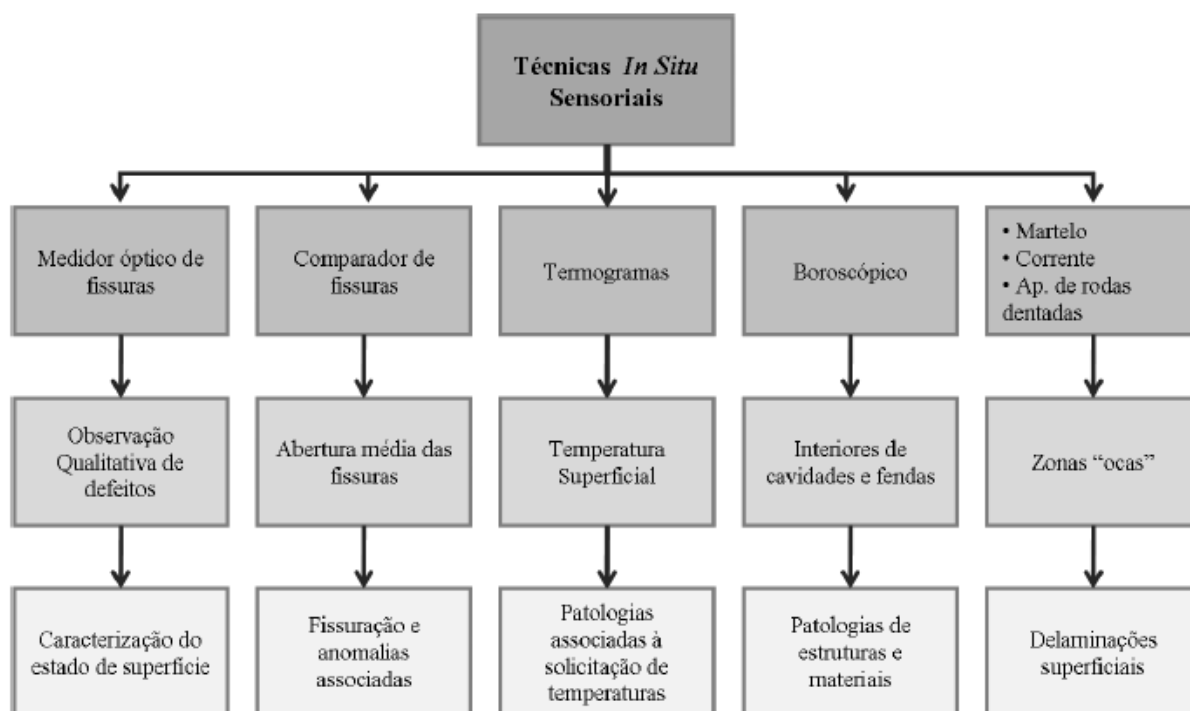 Técnicas In Situ
Sensoriais
Medidor óptico de
fissuras
Comparador de
fissuras
Termogramas
Boroscópico
• Martelo
• Corrente
• Ap. de rodas
dentadas
Observação
Qualitativa de
defeitos
Abertura média das
fissuras
Temperatura
Superficial
Interiores de
cavidades e fendas
Zonas “ocas”
Caracterização do
estado de superfície
Fissuração e
anomalias
associadas
Patologias
associadas à
solicitação de
temperaturas
Patologias de
estruturas e
materiais
Delaminações
superficiais